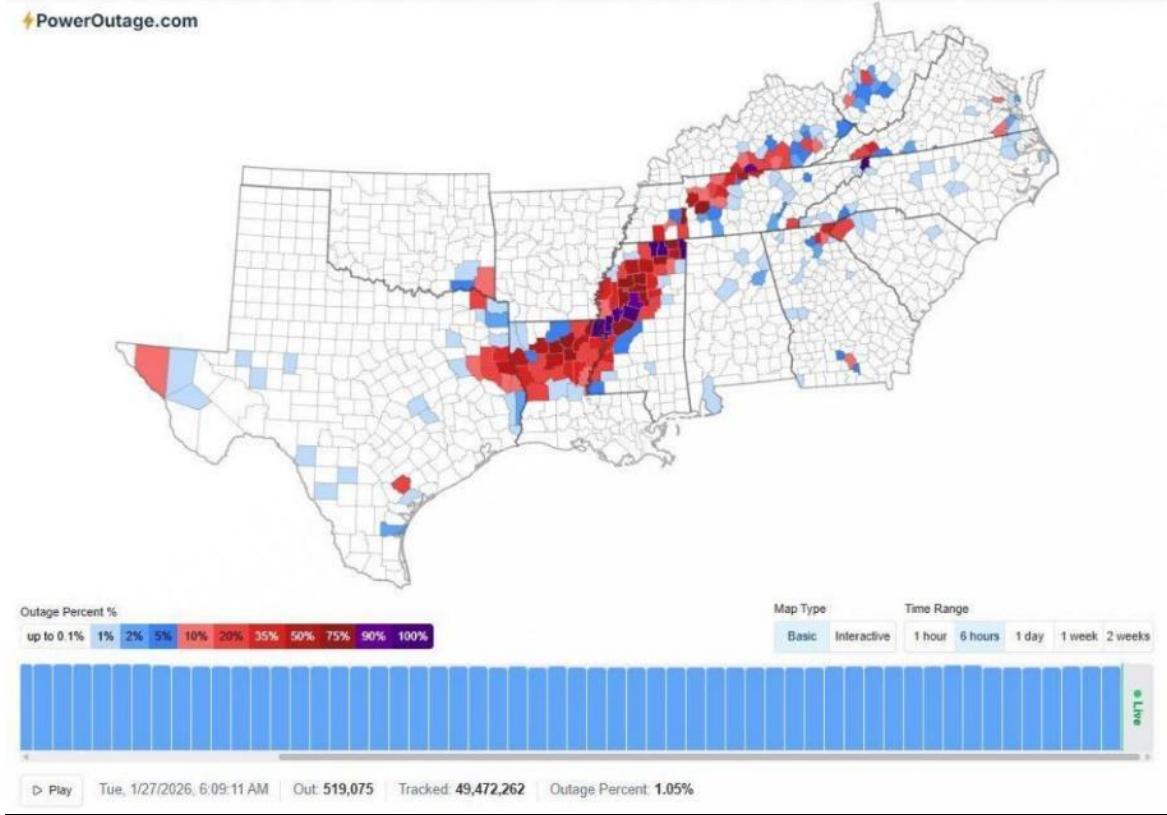 PowerOutage.com
Outage Percent %
up to 0.1% 1% 2% 5% 10% 20% 35% 50% 75% 90% 100%
Map Type
Basic Interactive
Time Range
1 hour 6 hours 1 day 1 week 2 weeks
Live
Play Tue, 1/27/2026, 6:09:11 AM Out: 519,075 Tracked: 49,472,262 Outage Percent: 1.05%